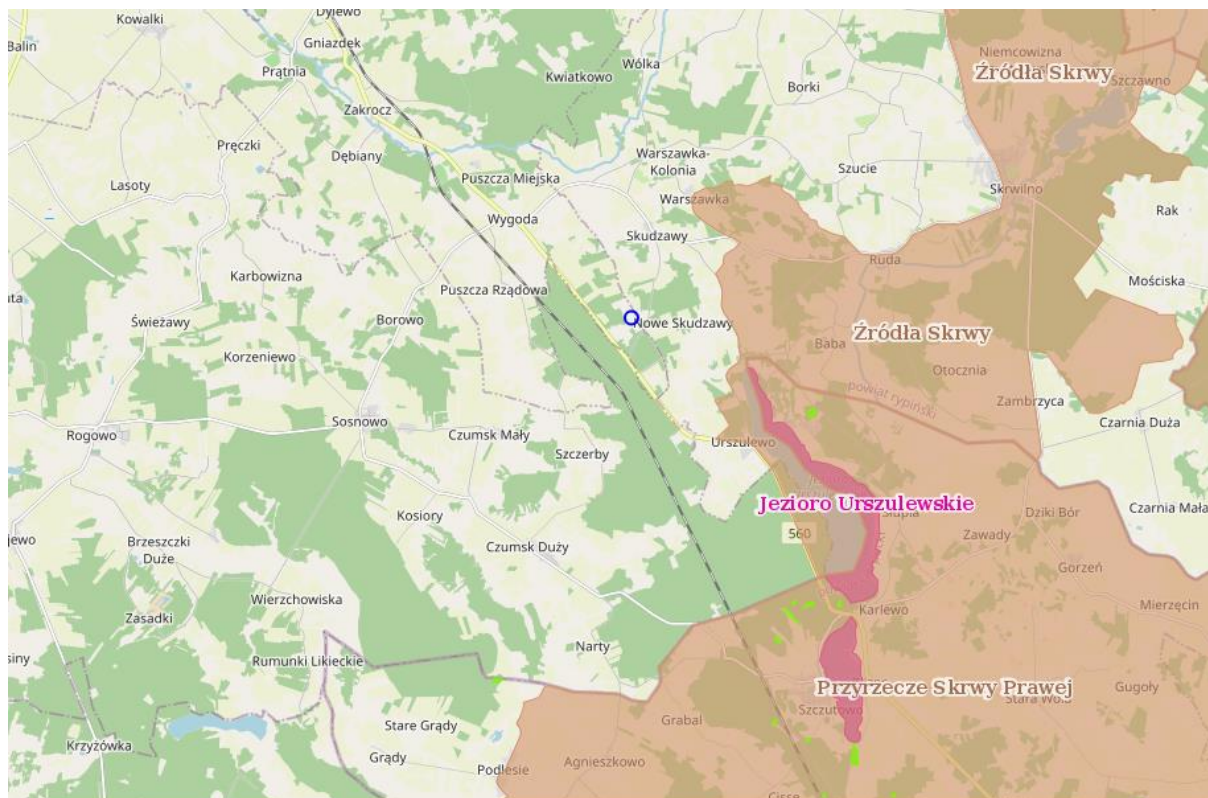 Kowalki
Dylewo
Balin
Gniazdek
Prątnia
Kwiatkowo
Wólka
Borki
Niemcowizna
Źródła Skrwy
Szczawno
Zakrocz
Pręczki
Dębiany
Warszawka-
Kolonia
Szucie
Lasoty
Puszcza Miejska
Warszawka
Skrwilno
Rak
Wygoda
Skudzawy
Ruda
Karbowizna
Puszcza Rządowa
Mościska
Świeżawy
Borowo
Nowe Skudzawy
Źródła Skrwy
Baba
Korzeniewo
Otocznia
powiat rypiński
Zambrzyca
Rogowo
Sosnowo
Czumsk Mały
Szczerby
Urszulewo
Czarnia Duża
Jezioro Urszulewskie
Kosiory
Słupia
Dziki Bór
Czarnia Mała
560
Zawady
Brzeszczki
Duże
Czumsk Duży
Gorzeń
Wierzchowiska
Karlewo
Mierzęcin
Zasadki
Narty
Rumunki Likieckie
Przyrzecze Skrwy Prawej
Gugoły
Stara Wola
Szczutowo
Stare Grądy
Grabal
Krzyżówka
Grądy
Podlesie
Agnieszkowo